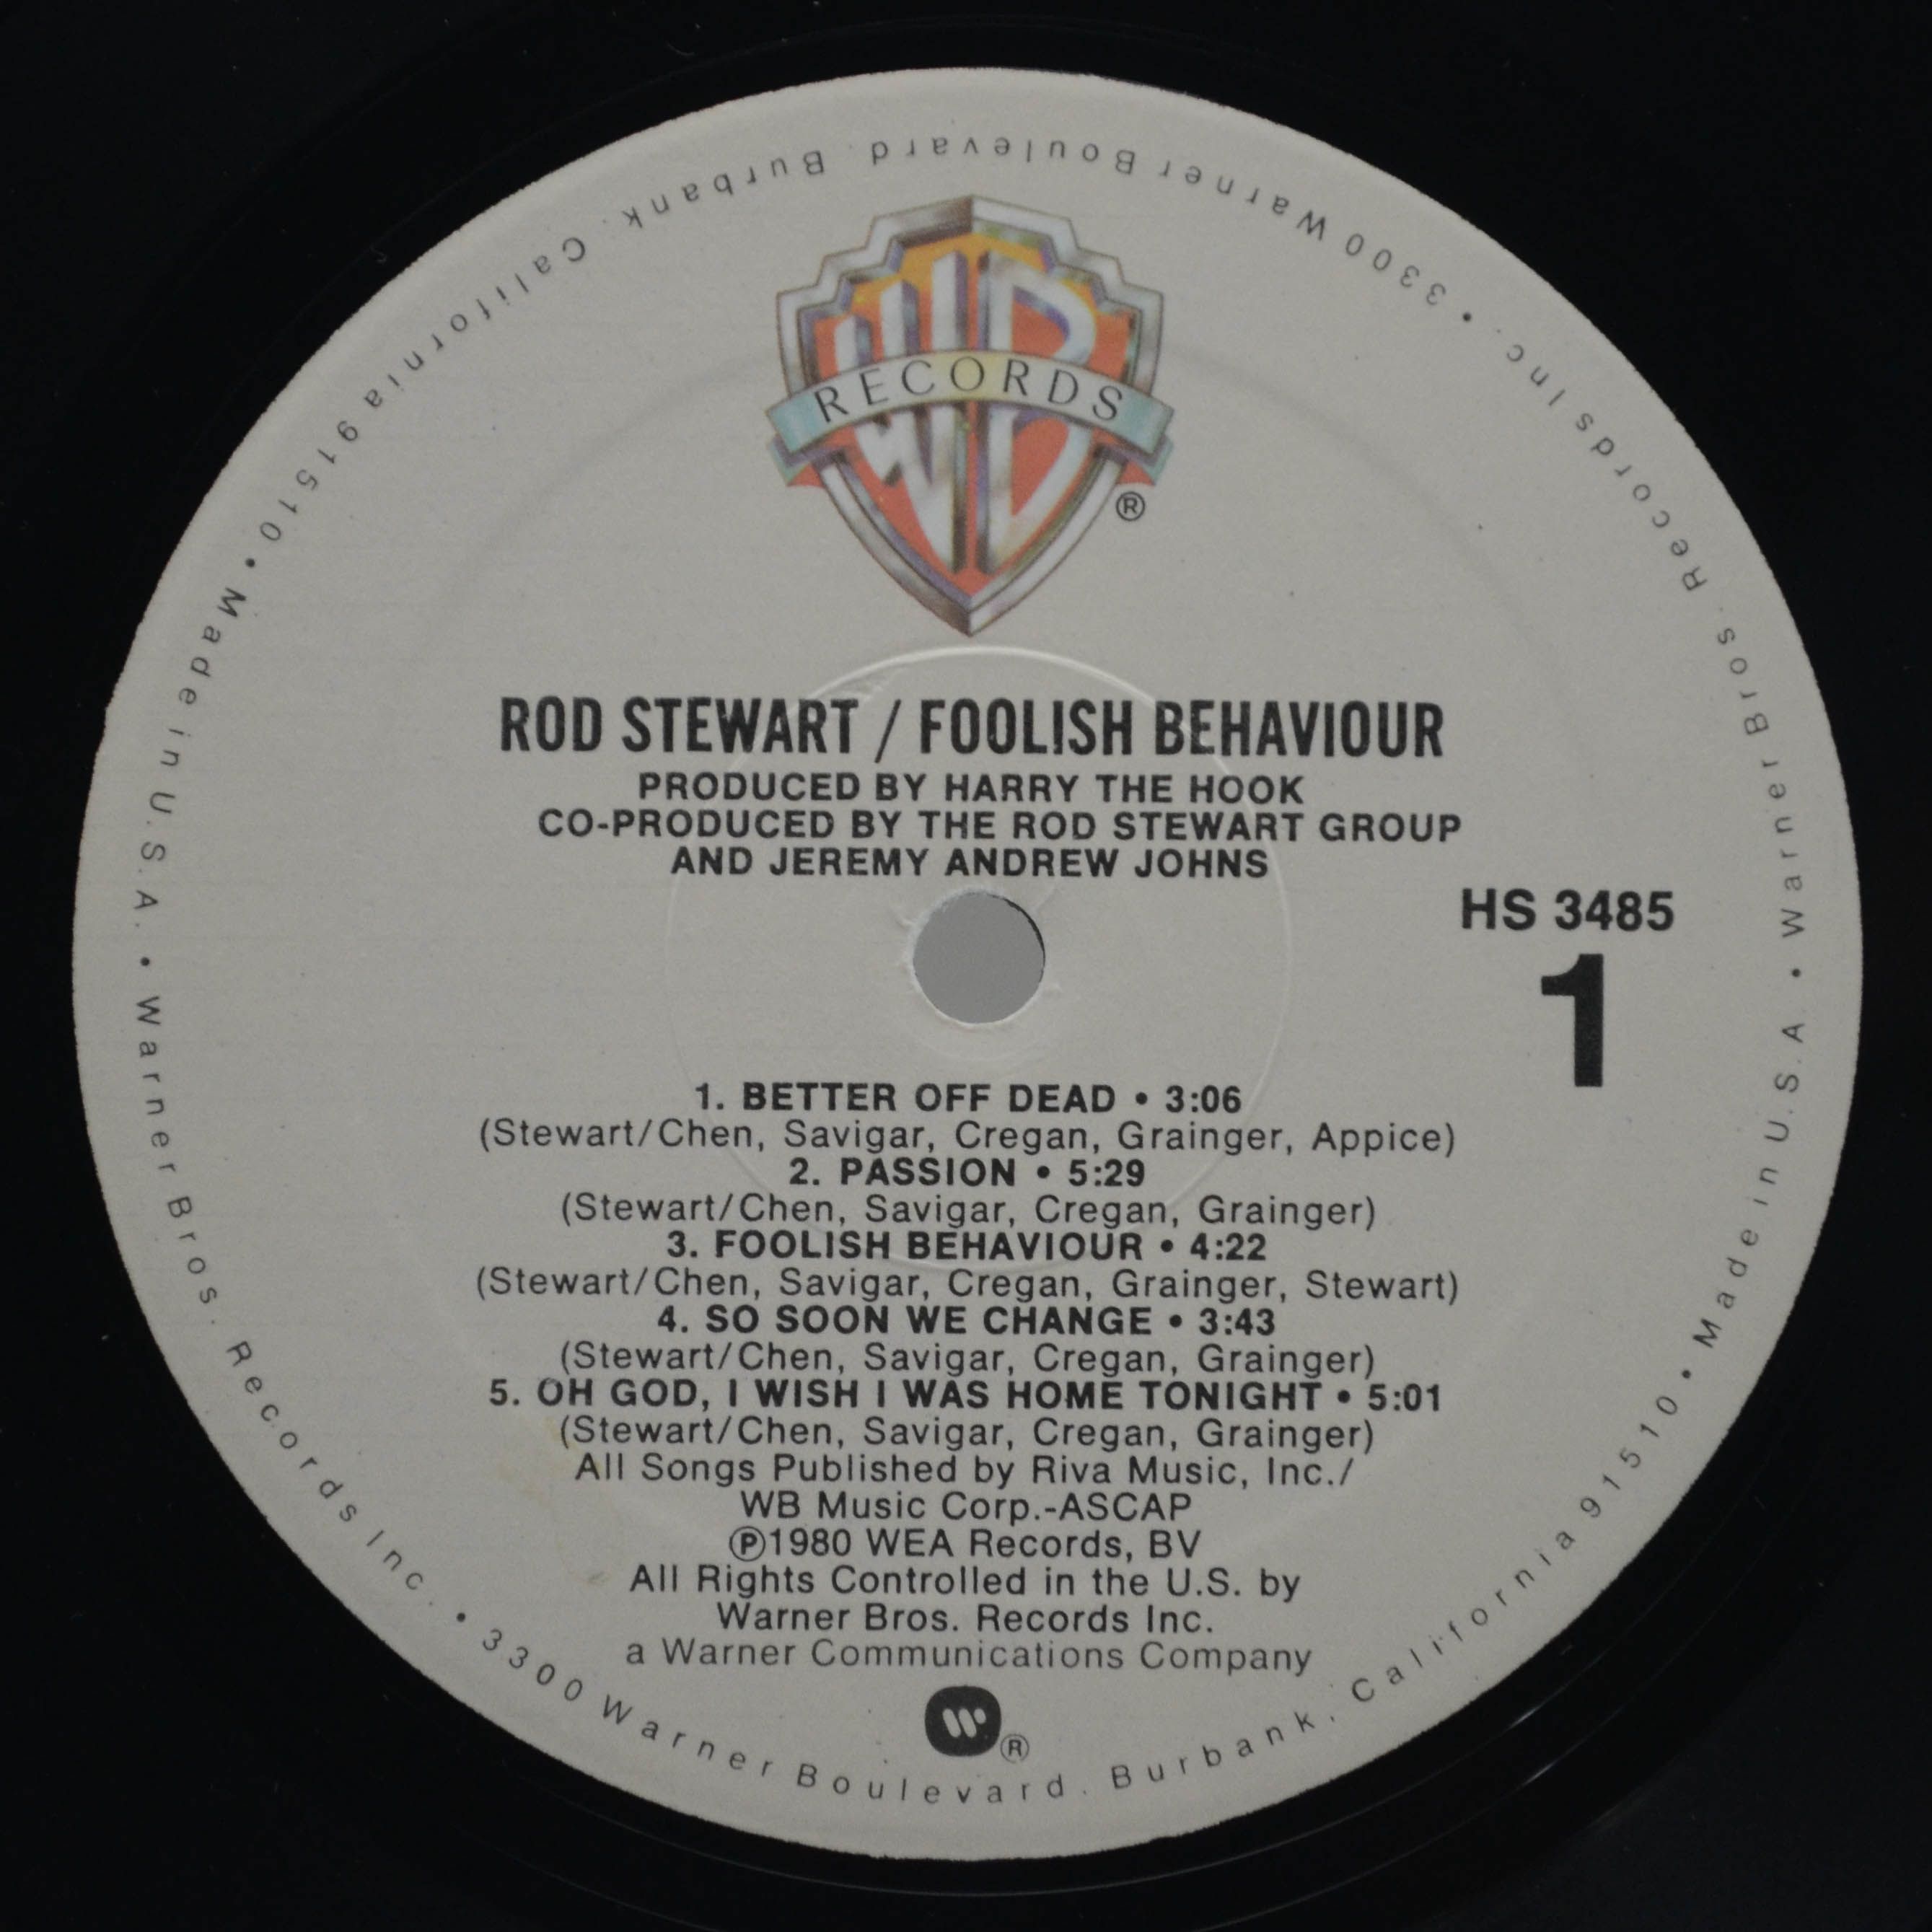 WB
RECORDS
®
ROD STEWART / FOOLISH BEHAVIOUR
PRODUCED BY HARRY THE HOOK
CO-PRODUCED BY THE ROD STEWART GROUP
AND JEREMY ANDREW JOHNS
HS 3485
1
1. BETTER OFF DEAD • 3:06
(Stewart/Chen, Savigar, Cregan, Grainger, Appice)
2. PASSION • 5:29
(Stewart/Chen, Savigar, Cregan, Grainger)
3. FOOLISH BEHAVIOUR • 4:22
(Stewart/Chen, Savigar, Cregan, Grainger, Stewart)
4. SO SOON WE CHANGE • 3:43
(Stewart/Chen, Savigar, Cregan, Grainger)
5. OH GOD, I WISH I WAS HOME TONIGHT • 5:01
(Stewart/Chen, Savigar, Cregan, Grainger)
All Songs Published by Riva Music, Inc./
WB Music Corp.-ASCAP
℗1980 WEA Records, BV
All Rights Controlled in the U.S. by
Warner Bros. Records Inc.
a Warner Communications Company
W ®
Warner Bros. Records Inc. • 3300 Warner Boulevard. Burbank, California 91510 • Made in U.S.A. • Warner Bros. Records Inc. • 3300 Warner Boulevard. Burbank. California 91510 • Made in U.S.A. •